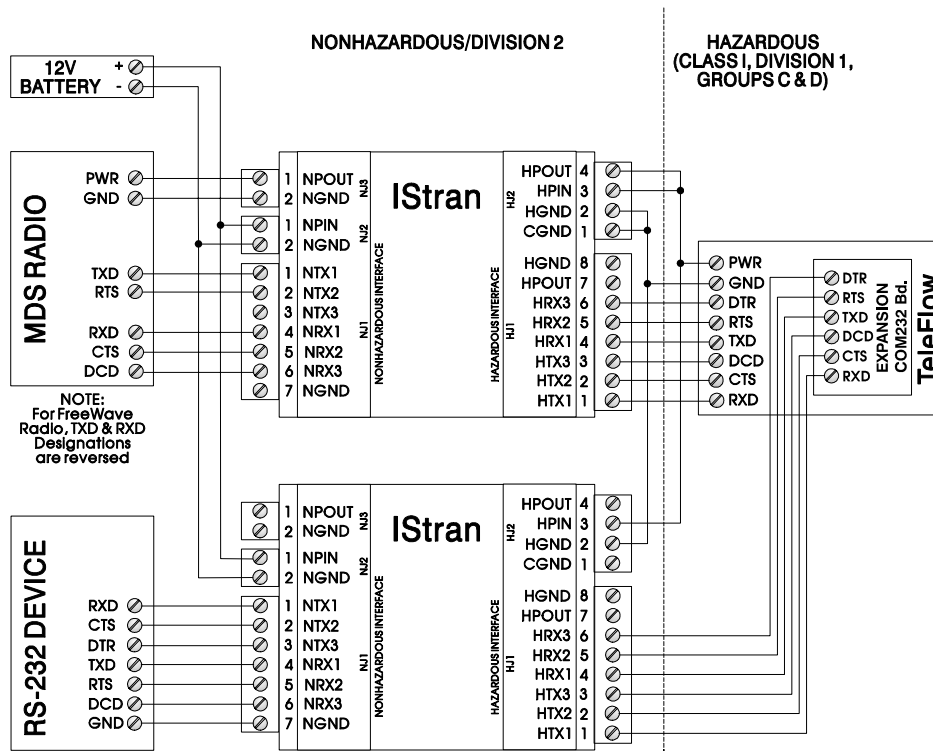 NONHAZARDOUS/DIVISION 2
HAZARDOUS
(CLASS I, DIVISION 1,
GROUPS C & D)
12V
BATTERY
+
-
MDS RADIO
PWR
GND
TXD
RTS
RXD
CTS
DCD
NOTE:
For FreeWave
Radio, TXD & RXD
Designations
are reversed
IStran
NONHAZARDOUS INTERFACE
HAZARDOUS INTERFACE
NJ3
1 NPOUT
2 NGND
NJ2
1 NPIN
2 NGND
NJ1
1 NTX1
2 NTX2
3 NTX3
4 NRX1
5 NRX2
6 NRX3
7 NGND
HJ2
HPOUT 4
HPIN 3
HGND 2
CGND 1
HJ1
HGND 8
HPOUT 7
HRX3 6
HRX2 5
HRX1 4
HTX3 3
HTX2 2
HTX1 1
PWR
GND
DTR
RTS
TXD
DCD
CTS
RXD
DTR
RTS
TXD
DCD
CTS
RXD
EXPANSION
COM232 Bd.
TeleFlow
RS-232 DEVICE
RXD
CTS
DTR
TXD
RTS
DCD
GND
IStran
NONHAZARDOUS INTERFACE
HAZARDOUS INTERFACE
NJ3
1 NPOUT
2 NGND
NJ2
1 NPIN
2 NGND
NJ1
1 NTX1
2 NTX2
3 NTX3
4 NRX1
5 NRX2
6 NRX3
7 NGND
HJ2
HPOUT 4
HPIN 3
HGND 2
CGND 1
HJ1
HGND 8
HPOUT 7
HRX3 6
HRX2 5
HRX1 4
HTX3 3
HTX2 2
HTX1 1